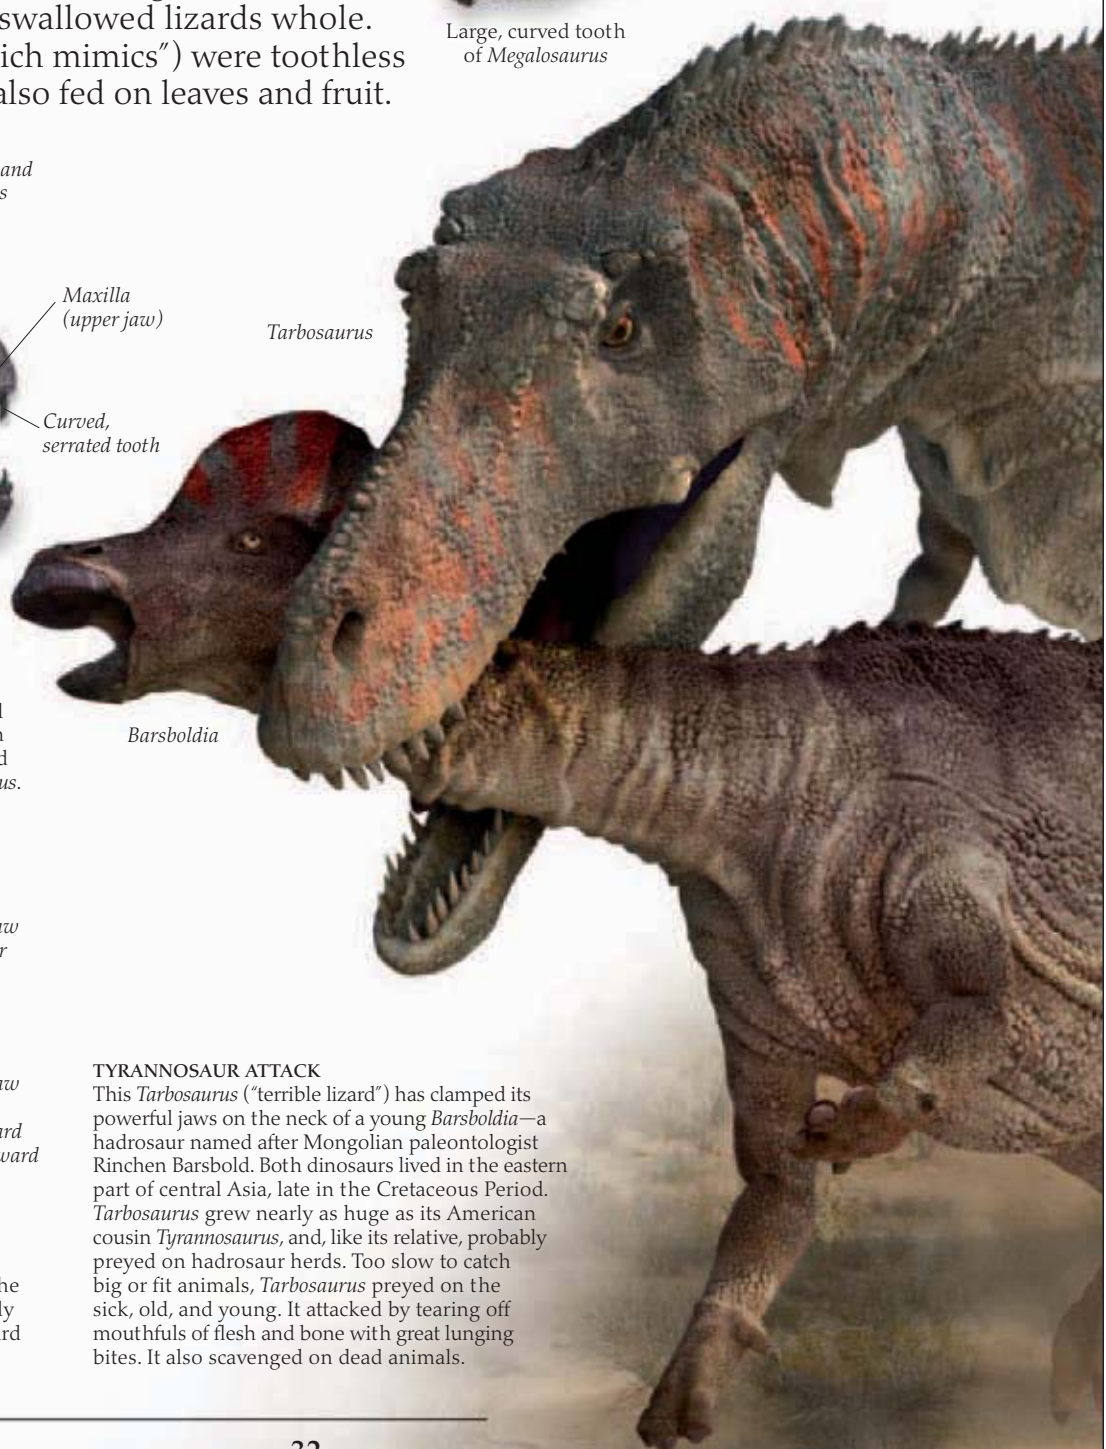 swallowed lizards whole.
ich mimics") were toothless
also fed on leaves and fruit.
Large, curved tooth
of Megalosaurus
and
s
Maxilla
(upper jaw)
Tarbosaurus
Curved,
serrated tooth
Barsboldia
us.
aw
r
aw
ard
ward
TYRANNOSAUR ATTACK
This Tarbosaurus ("terrible lizard") has clamped its
powerful jaws on the neck of a young Barsboldia—a
hadrosaur named after Mongolian paleontologist
Rinchen Barsbold. Both dinosaurs lived in the eastern
part of central Asia, late in the Cretaceous Period.
Tarbosaurus grew nearly as huge as its American
cousin Tyrannosaurus, and, like its relative, probably
preyed on hadrosaur herds. Too slow to catch
big or fit animals, Tarbosaurus preyed on the
sick, old, and young. It attacked by tearing off
mouthfuls of flesh and bone with great lunging
bites. It also scavenged on dead animals.
he
ly
rd